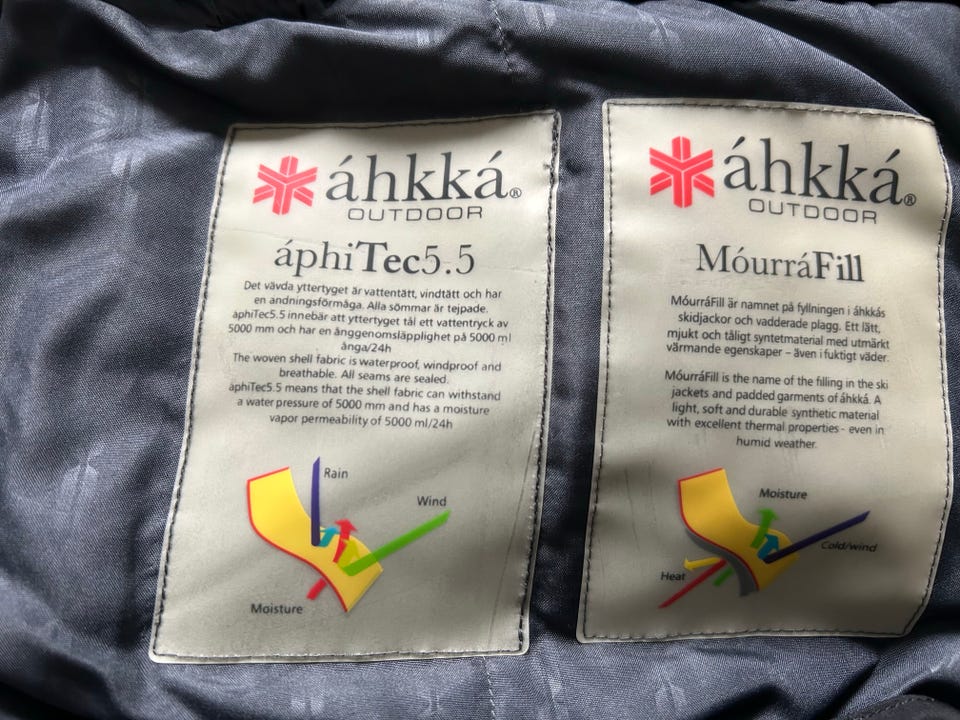 áhkká®
OUTDOOR
áphiTec5.5
Det vävda yttertyget är vattentätt, vindtätt och har
en andningsförmåga. Alla sömmar är tejpade.
áphiTec5.5 innebär att yttertyget tål ett vattentryck av
5000 mm och har en ånggenomsläpplighet på 5000 ml
ånga/24h
The woven shell fabric is waterproof, windproof and
breathable. All seams are sealed.
áphiTec5.5 means that the shell fabric can withstand
a water pressure of 5000 mm and has a moisture
vapor permeability of 5000 ml/24h
Rain
Wind
Moisture
áhkká®
OUTDOOR
MóurráFill
MóurráFill är namnet på fyllningen i áhkkás
skidjackor och vadderade plagg. Ett lätt,
mjukt och tåligt syntetmaterial med utmärkt
värmande egenskaper – även i fuktigt väder.
MóurráFill is the name of the filling in the ski
jackets and padded garments of áhkká. A
light, soft and durable synthetic material
with excellent thermal properties - even in
humid weather.
Moisture
Cold/wind
Heat